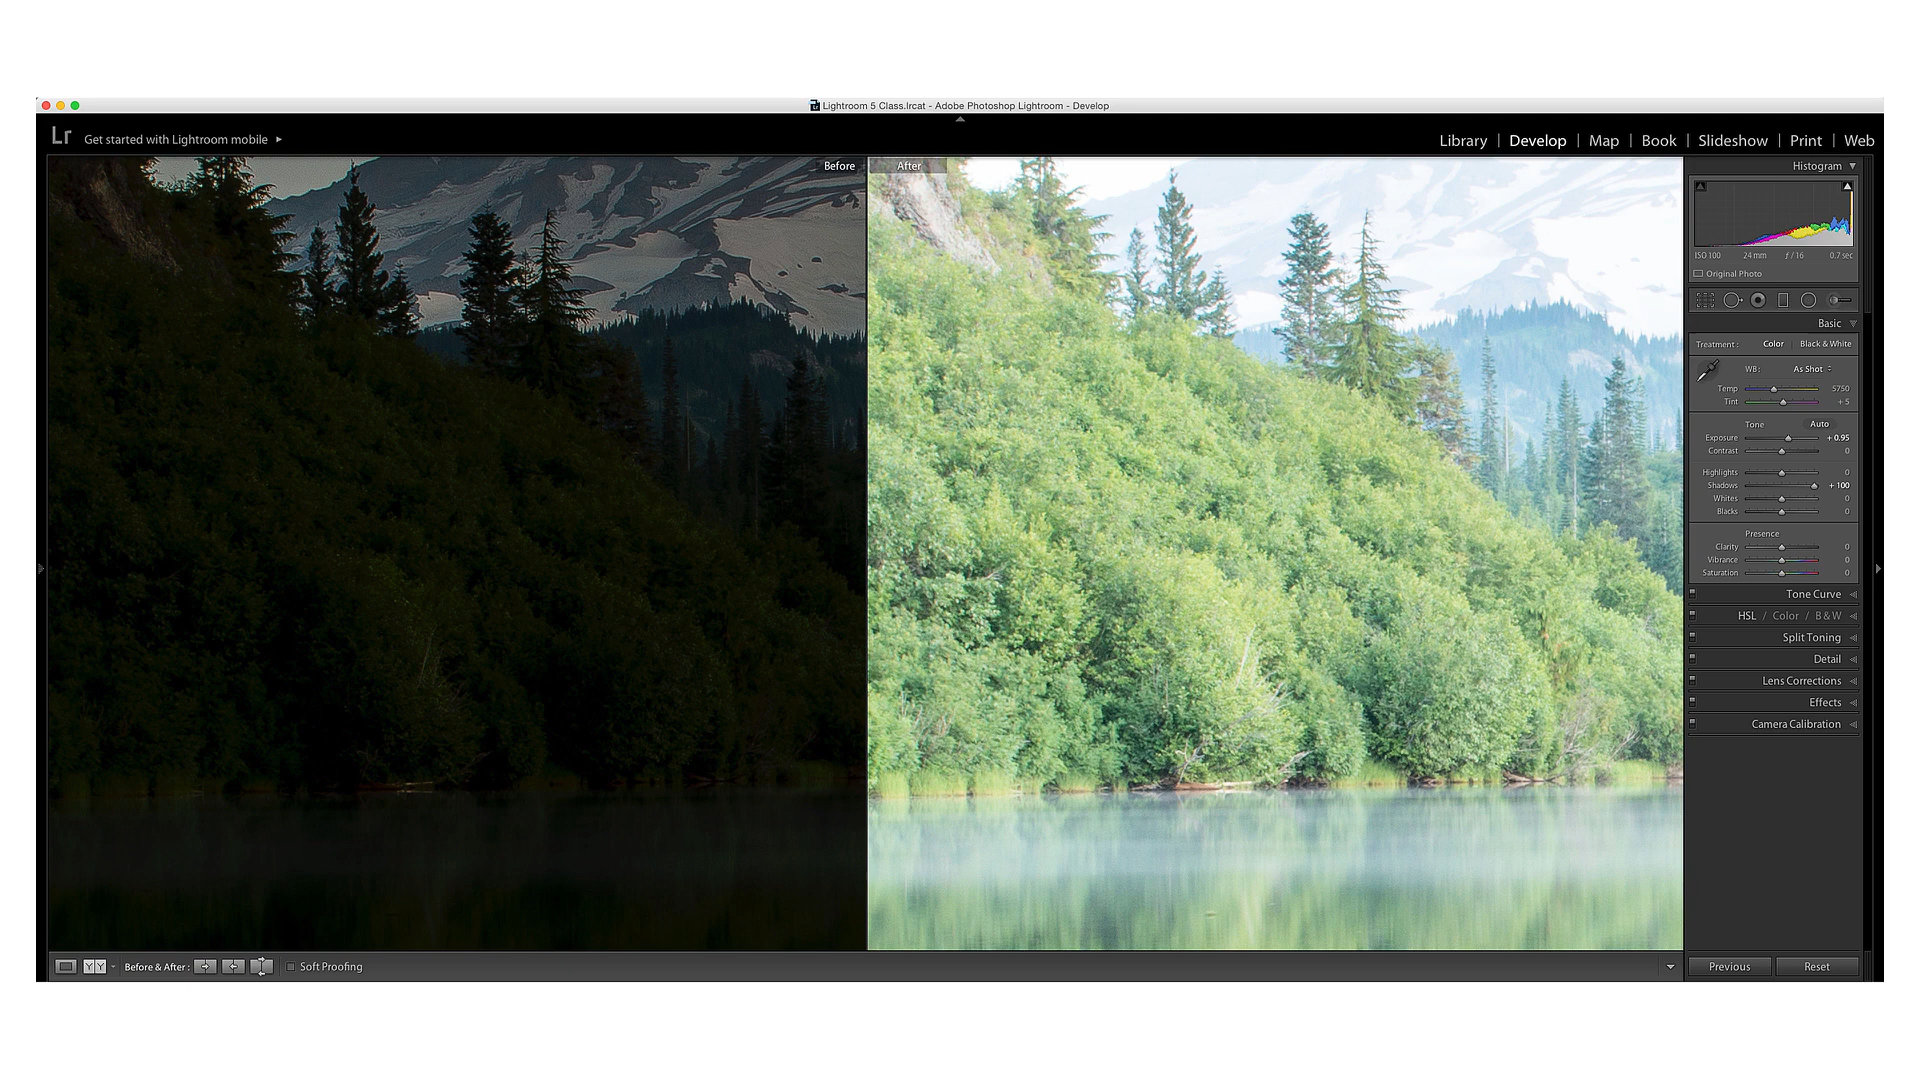 Lightroom 5 Class.lrcat - Adobe Photoshop Lightroom - Develop
Lr Get started with Lightroom mobile
Library | Develop | Map | Book | Slideshow | Print | Web
Before
After
Histogram
ISO 100 24 mm ƒ / 16 0.7 sec
Original Photo
Basic
Treatment : Color Black & White
WB : As Shot
Temp 5750
Tint + 5
Tone Auto
Exposure + 0.95
Contrast 0
Highlights 0
Shadows + 100
Whites 0
Blacks 0
Presence
Clarity 0
Vibrance 0
Saturation 0
Tone Curve
HSL / Color / B & W
Split Toning
Detail
Lens Corrections
Effects
Camera Calibration
Y Y Before & After : Soft Proofing
Previous Reset